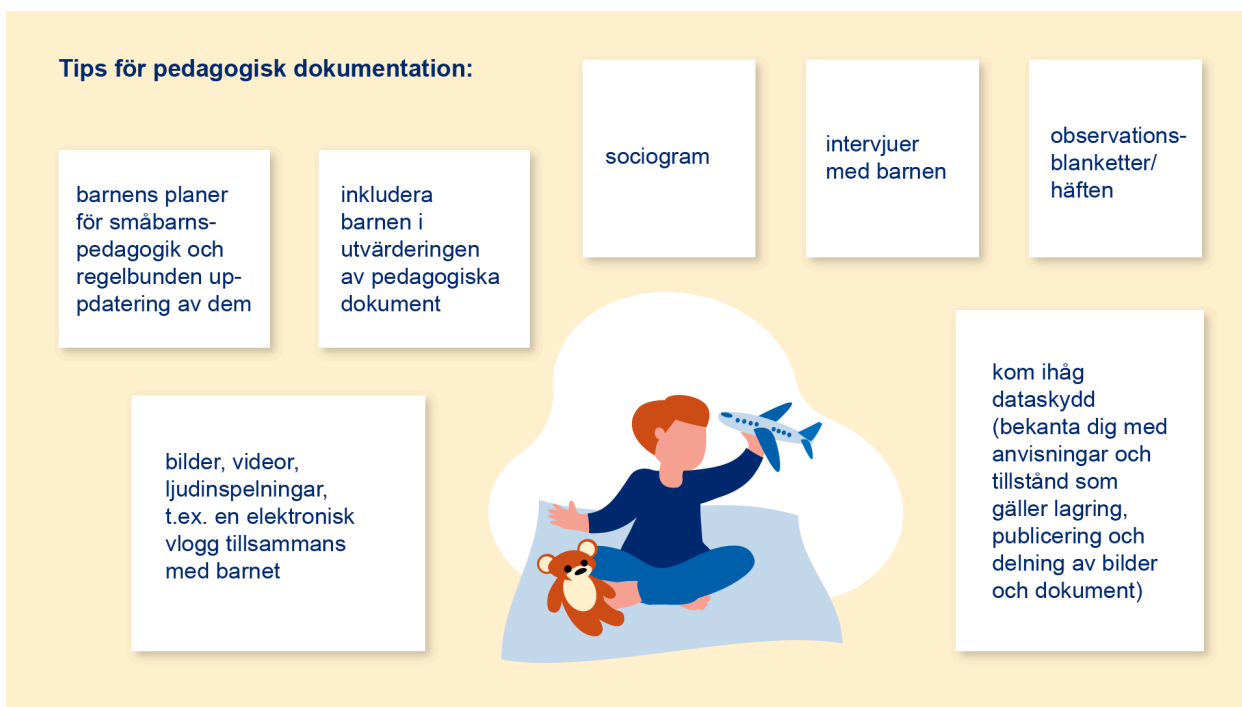 Tips för pedagogisk dokumentation:
barnens planer
för småbarns-
pedagogik och
regelbunden up-
pdatering av dem
inkludera
barnen i
utvärderingen
av pedagogiska
dokument
sociogram
intervjuer
med barnen
observations-
blanketter/
häften
bilder, videor,
ljudinspelningar,
t.ex. en elektronisk
vlogg tillsammans
med barnet
kom ihåg
dataskydd
(bekanta dig med
anvisningar och
tillstånd som
gäller lagring,
publicering och
delning av bilder
och dokument)